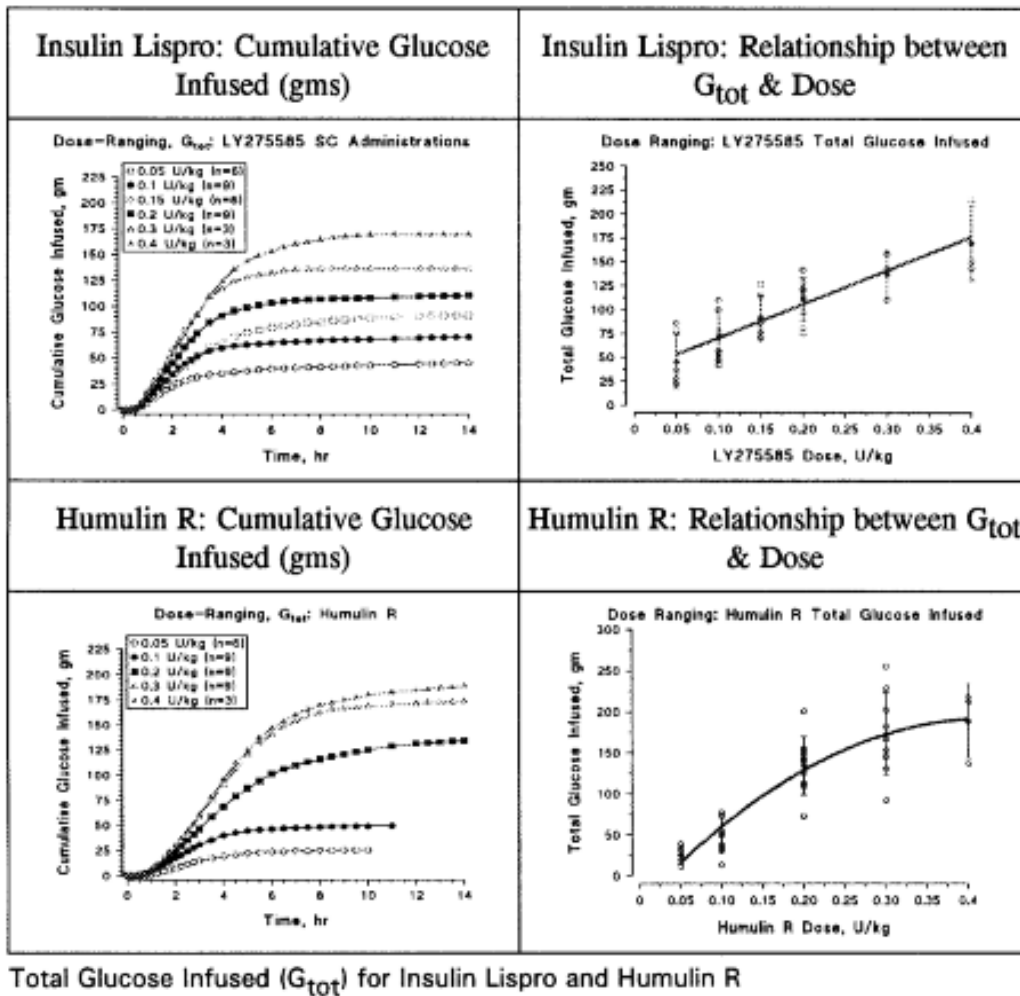 Insulin Lispro: Cumulative Glucose
Infused (gms)
Insulin Lispro: Relationship between
Gtot & Dose
Dose-Ranging, Gtot: LY275585 SC Administrations
0.05 U/kg (n=6)
0.1 U/kg (n=9)
0.15 U/kg (n=6)
0.2 U/kg (n=9)
0.3 U/kg (n=3)
0.4 U/kg (n=3)
Cumulative Glucose Infused, gm
225
200
175
150
125
100
75
50
25
0
0 2 4 6 8 10 12 14
Time, hr
Dose Ranging: LY275585 Total Glucose Infused
Total Glucose Infused, gm
250
225
200
175
150
125
100
75
50
25
0
0 0.05 0.10 0.15 0.20 0.25 0.30 0.35 0.4
LY275585 Dose, U/kg
Humulin R: Cumulative Glucose
Infused (gms)
Humulin R: Relationship between Gtot
& Dose
Dose-Ranging, Gtot: Humulin R
0.05 U/kg (n=6)
0.1 U/kg (n=9)
0.2 U/kg (n=9)
0.3 U/kg (n=9)
0.4 U/kg (n=3)
Cumulative Glucose Infused, gm
225
200
175
150
125
100
75
50
25
0
0 2 4 6 8 10 12 14
Time, hr
Dose Ranging: Humulin R Total Glucose Infused
Total Glucose Infused, gm
300
250
200
150
100
50
0
0 0.05 0.10 0.15 0.20 0.25 0.30 0.35 0.4
Humulin R Dose, U/kg
Total Glucose Infused (Gtot) for Insulin Lispro and Humulin R